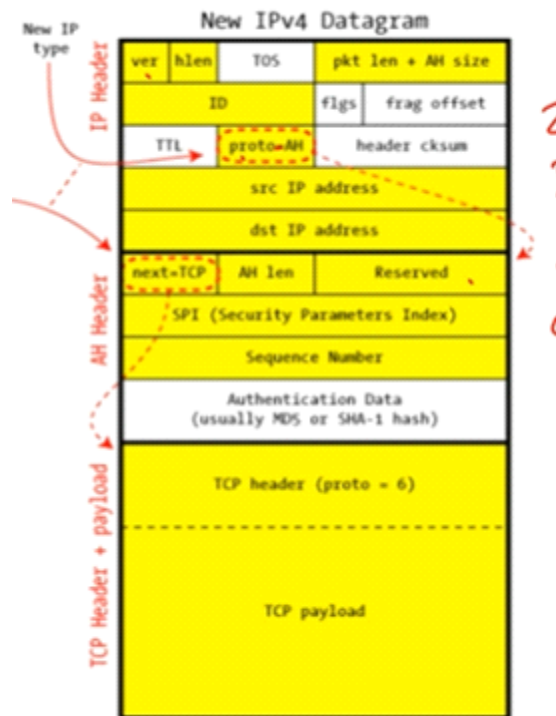 New IPv4 Datagram
New IP
type
IP Header
ver hlen TOS pkt len + AH size
ID flgs frag offset
TTL proto=AH header cksum
src IP address
dst IP address
AH Header
next=TCP AH len Reserved
SPI (Security Parameters Index)
Sequence Number
Authentication Data
(usually MD5 or SHA-1 hash)
TCP Header + payload
TCP header (proto = 6)
TCP payload